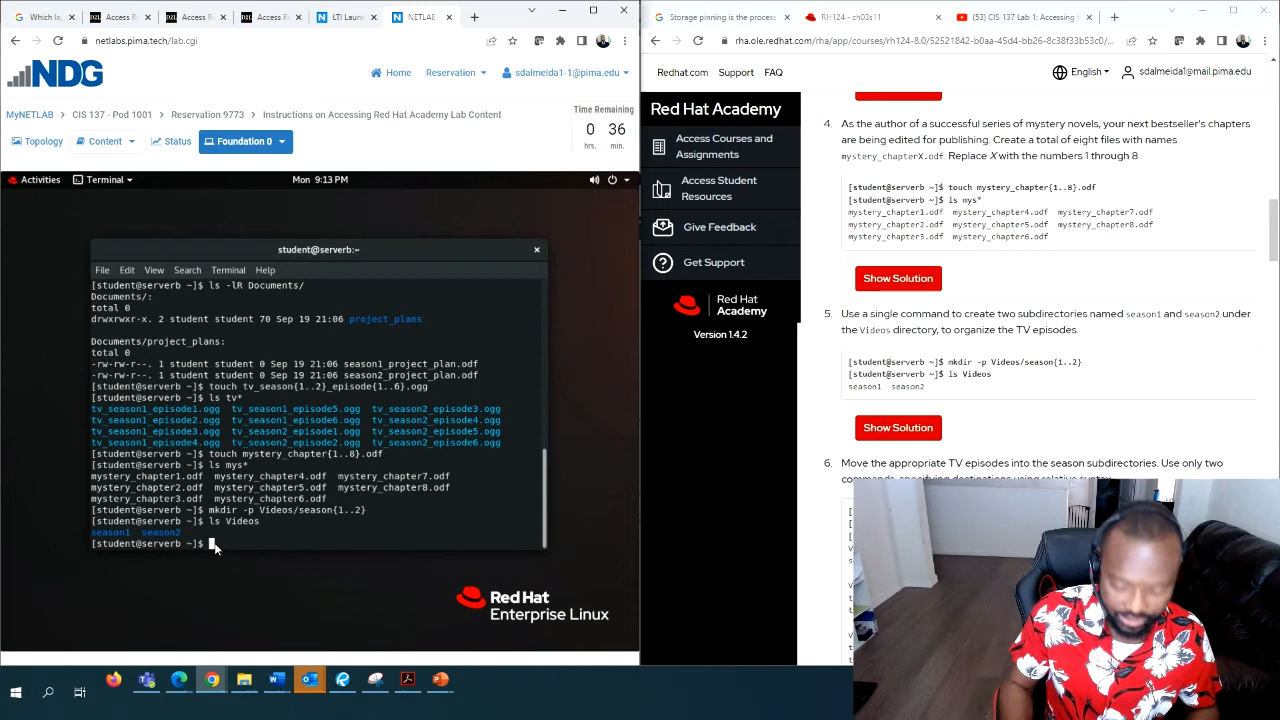 Which la
Access Re
Access Re
Access Re
LTI Laun
NETLAB
netlabs.pima.tech/lab.cgi
NDG
Home
Reservation
sdalmeida1-1@pima.edu
MyNETLAB
CIS 137 - Pod 1001
Reservation 9773
Instructions on Accessing Red Hat Academy Lab Content
Time Remaining
0 36
hrs. min.
Topology
Content
Status
Foundation 0
Activities
Terminal
Mon 9:13 PM
student@serverb:~
File Edit View Search Terminal Help
[student@serverb ~]$ ls -lR Documents/
Documents/:
total 0
drwxrwxr-x. 2 student student 70 Sep 19 21:06 project_plans
Documents/project_plans:
total 0
-rw-rw-r--. 1 student student 0 Sep 19 21:06 season1_project_plan.odf
-rw-rw-r--. 1 student student 0 Sep 19 21:06 season2_project_plan.odf
[student@serverb ~]$ touch tv_season{1..2}_episode{1..6}.ogg
[student@serverb ~]$ ls tv*
tv_season1_episode1.ogg tv_season1_episode5.ogg tv_season2_episode3.ogg
tv_season1_episode2.ogg tv_season1_episode6.ogg tv_season2_episode4.ogg
tv_season1_episode3.ogg tv_season2_episode1.ogg tv_season2_episode5.ogg
tv_season1_episode4.ogg tv_season2_episode2.ogg tv_season2_episode6.ogg
[student@serverb ~]$ touch mystery_chapter{1..8}.odf
[student@serverb ~]$ ls mys*
mystery_chapter1.odf mystery_chapter4.odf mystery_chapter7.odf
mystery_chapter2.odf mystery_chapter5.odf mystery_chapter8.odf
mystery_chapter3.odf mystery_chapter6.odf
[student@serverb ~]$ mkdir -p Videos/season{1..2}
[student@serverb ~]$ ls Videos
season1 season2
[student@serverb ~]$
Red Hat
Enterprise Linux
Storage pinning is the process
RH124 - ch03s11
(53) CIS 137 Lab 1: Accessing
rha.ole.redhat.com/rha/app/courses/rh124-8.0/52521842-b0aa-45d4-bb26-8c38f33b53c0/...
Redhat.com
Support
FAQ
English
sdalmeida1@mail.pima.edu
Red Hat Academy
Access Courses and
Assignments
Access Student
Resources
Give Feedback
Get Support
Red Hat
Academy
Version 1.4.2
4. As the author of a successful series of mystery novels, your next bestseller's chapters
are being edited for publishing. Create a total of eight files with names
mystery_chapterX.odf. Replace X with the numbers 1 through 8.
[student@serverb ~]$ touch mystery_chapter{1..8}.odf
[student@serverb ~]$ ls mys*
mystery_chapter1.odf mystery_chapter4.odf mystery_chapter7.odf
mystery_chapter2.odf mystery_chapter5.odf mystery_chapter8.odf
mystery_chapter3.odf mystery_chapter6.odf
Show Solution
5. Use a single command to create two subdirectories named season1 and season2 under
the Videos directory, to organize the TV episodes.
[student@serverb ~]$ mkdir -p Videos/season{1..2}
[student@serverb ~]$ ls Videos
season1 season2
Show Solution
6. Move the appropriate TV episodes into the season subdirectories. Use only two
commands, specifying destinations using relative syntax.